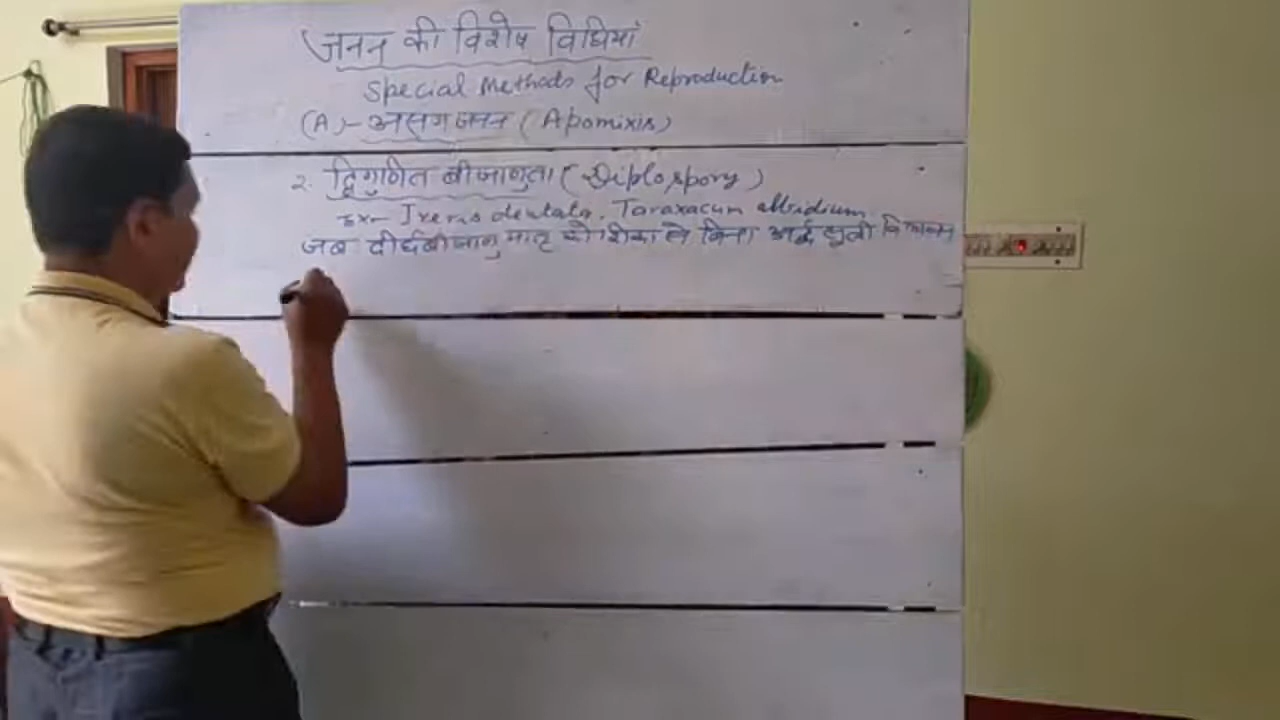 जनन की विशेष विधियां
Special Methods for Reproduction
(A)- असंगजनन (Apomixis)
2. द्विगुणित बीजाणुता (Diplospory)
Ex- Ixeris dentata, Taraxacum albidium
जब दीर्घबीजाणु मातृ कोशिका से बिना अर्द्धसूत्री विभाजन